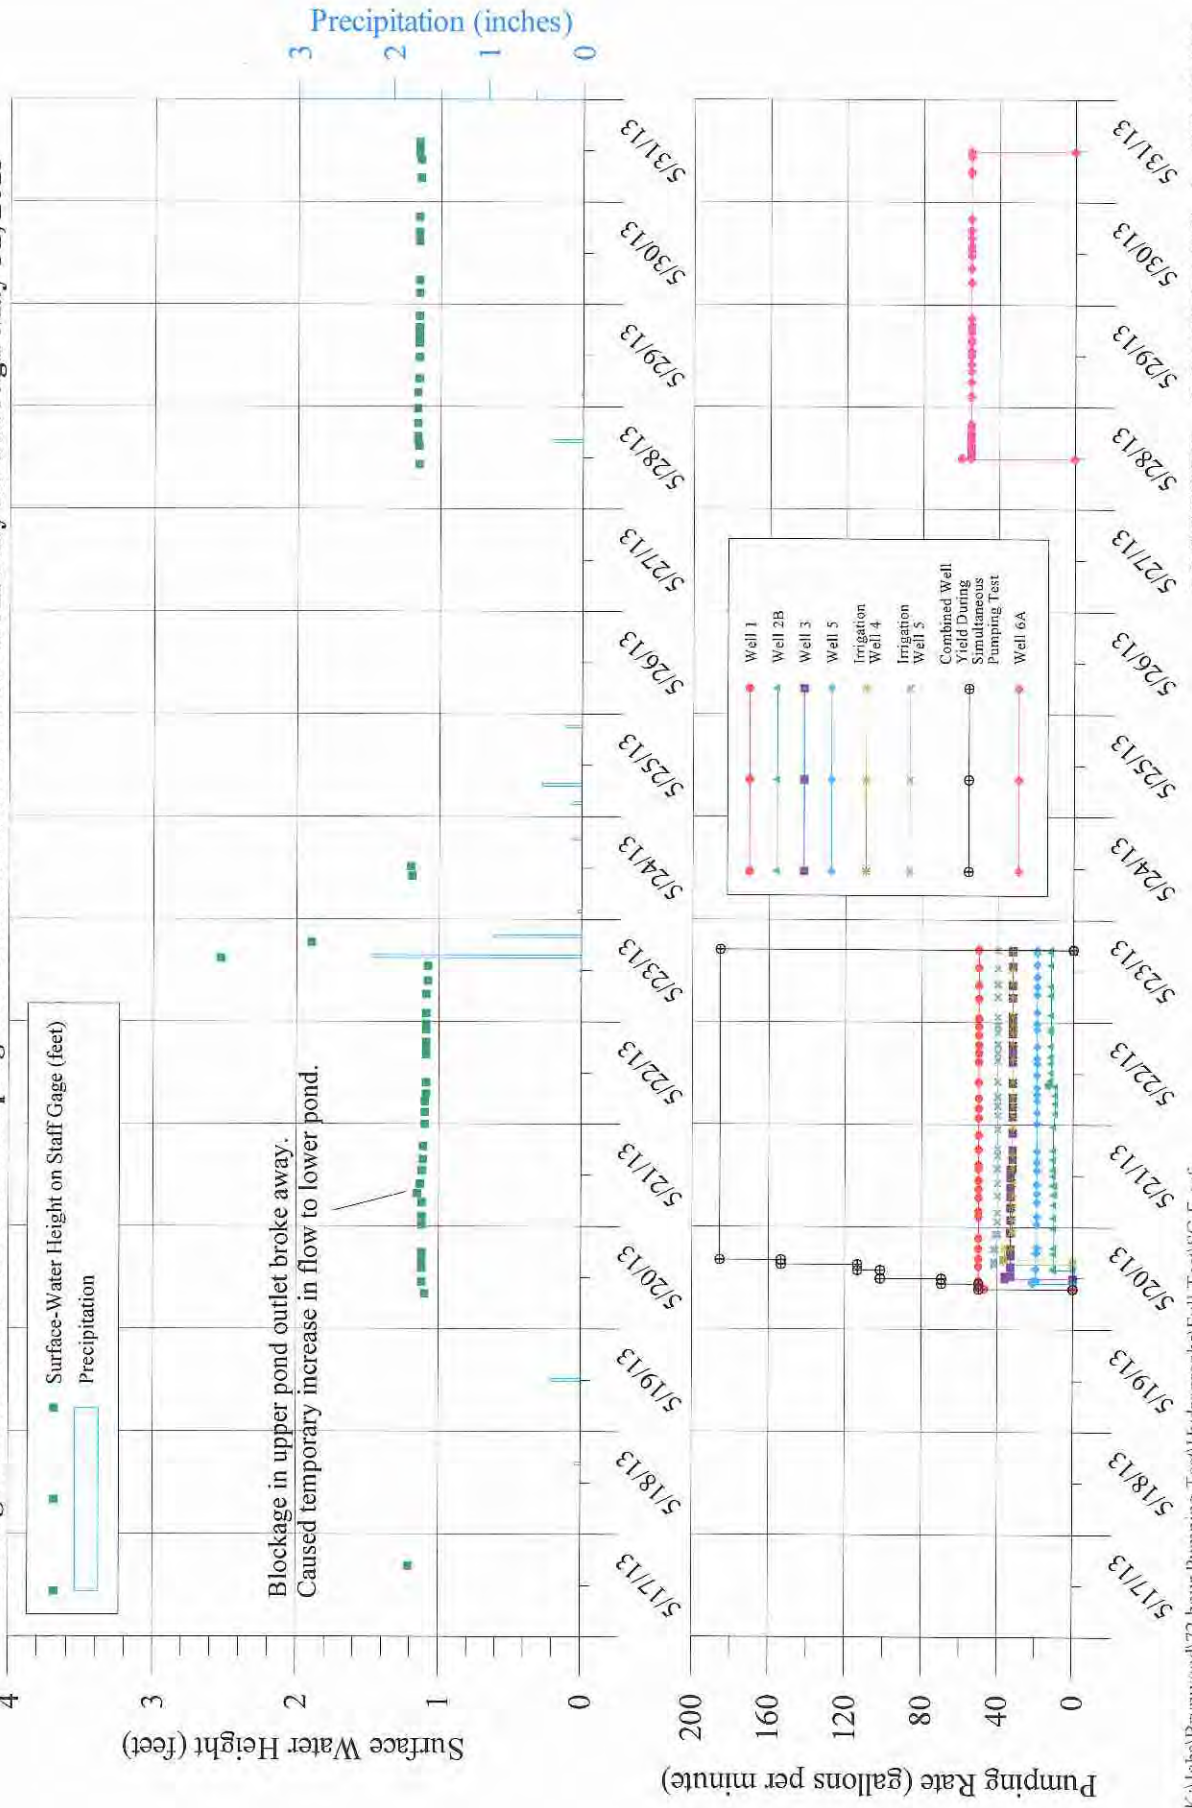 Surface-Water Height on Staff Gage (feet)
Precipitation
Blockage in upper pond outlet broke away.
Caused temporary increase in flow to lower pond.
Surface Water Height (feet)
4
3
2
1
0
Precipitation (inches)
3
2
1
0
5/17/13
5/18/13
5/19/13
5/20/13
5/21/13
5/22/13
5/23/13
5/24/13
5/25/13
5/26/13
5/27/13
5/28/13
5/29/13
5/30/13
5/31/13
Pumping Rate (gallons per minute)
200
160
120
80
40
0
Well 1
Well 2B
Well 3
Well 5
Irrigation
Well 4
Irrigation
Well 5
Combined Well
Yield During
Simultaneous
Pumping Test
Well 6A
5/17/13
5/18/13
5/19/13
5/20/13
5/21/13
5/22/13
5/23/13
5/24/13
5/25/13
5/26/13
5/27/13
5/28/13
5/29/13
5/30/13
5/31/13